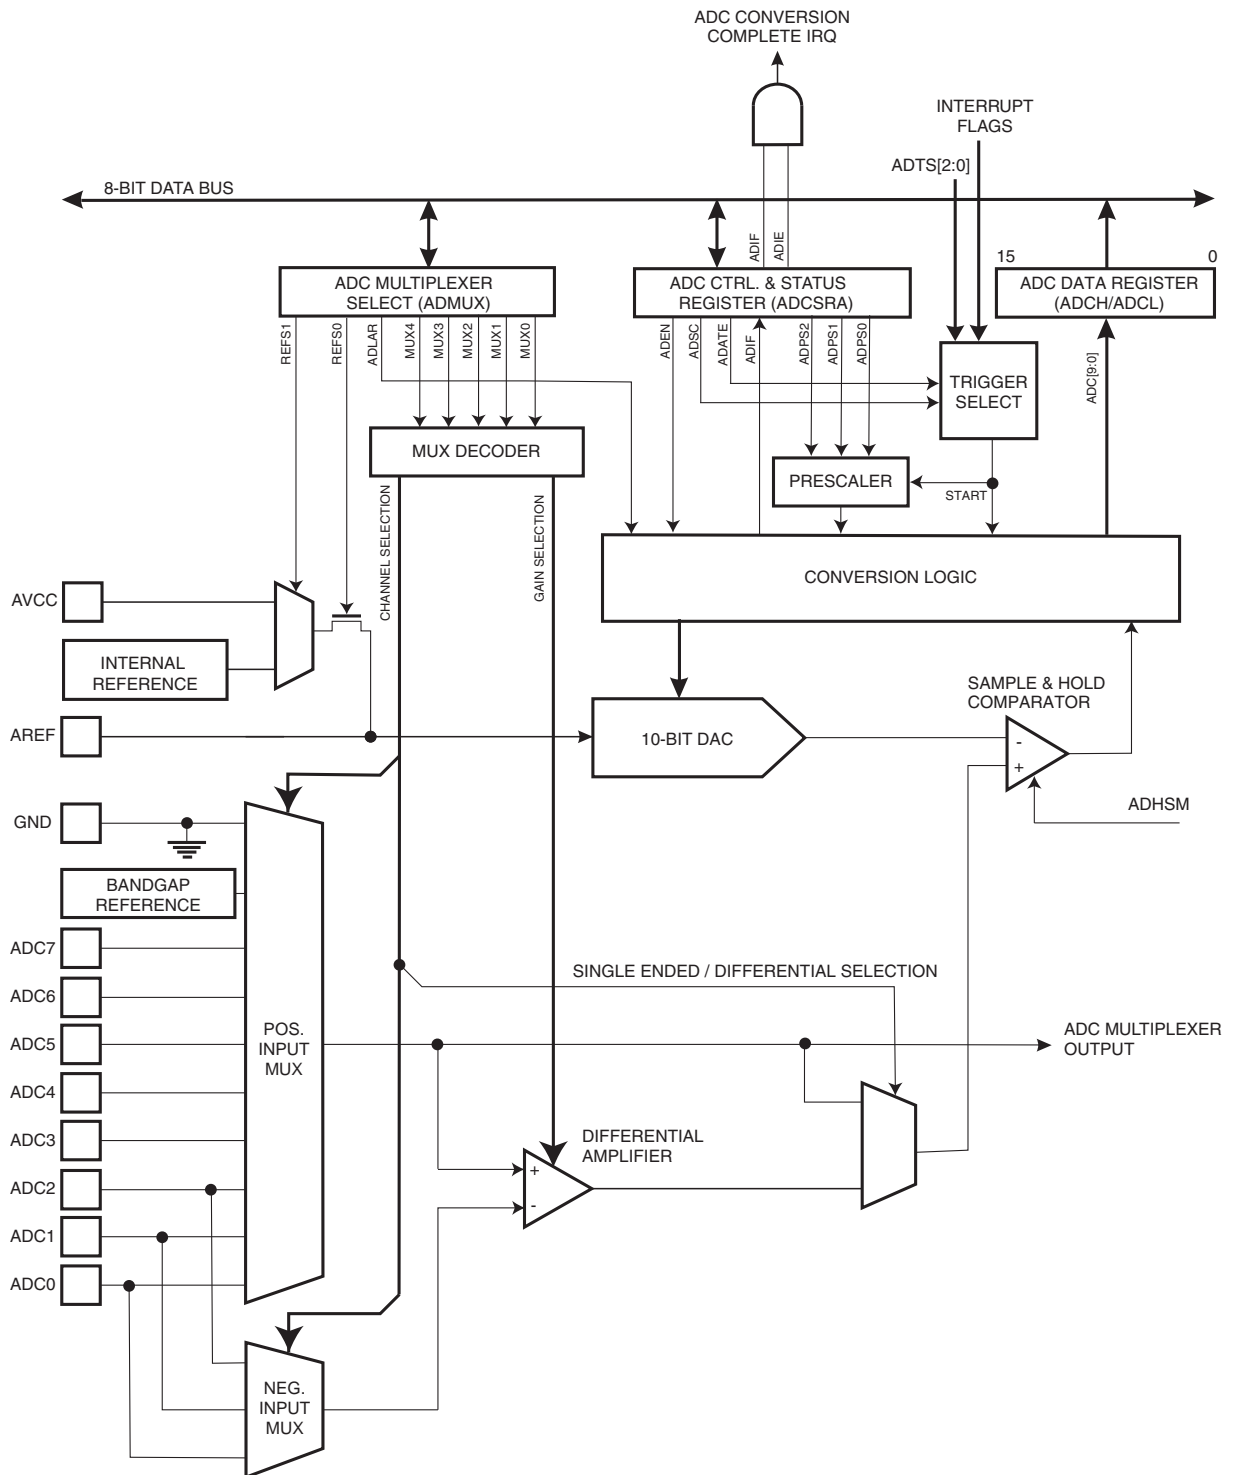 ADC CONVERSION
COMPLETE IRQ
INTERRUPT
FLAGS
ADTS[2:0]
8-BIT DATA BUS
ADIF
ADIE
15
0
ADC MULTIPLEXER
SELECT (ADMUX)
ADC CTRL. & STATUS
REGISTER (ADCSRA)
ADC DATA REGISTER
(ADCH/ADCL)
REFS1
REFS0
ADLAR
MUX4
MUX3
MUX2
MUX1
MUX0
ADEN
ADSC
ADATE
ADIF
ADPS2
ADPS1
ADPS0
ADC[9:0]
TRIGGER
SELECT
MUX DECODER
PRESCALER
START
CHANNEL SELECTION
GAIN SELECTION
CONVERSION LOGIC
AVCC
INTERNAL
REFERENCE
SAMPLE & HOLD
COMPARATOR
AREF
10-BIT DAC
-
+
ADHSM
GND
BANDGAP
REFERENCE
ADC7
SINGLE ENDED / DIFFERENTIAL SELECTION
ADC6
ADC5
POS.
INPUT
MUX
ADC MULTIPLEXER
OUTPUT
ADC4
ADC3
DIFFERENTIAL
AMPLIFIER
+
-
ADC2
ADC1
ADC0
NEG.
INPUT
MUX